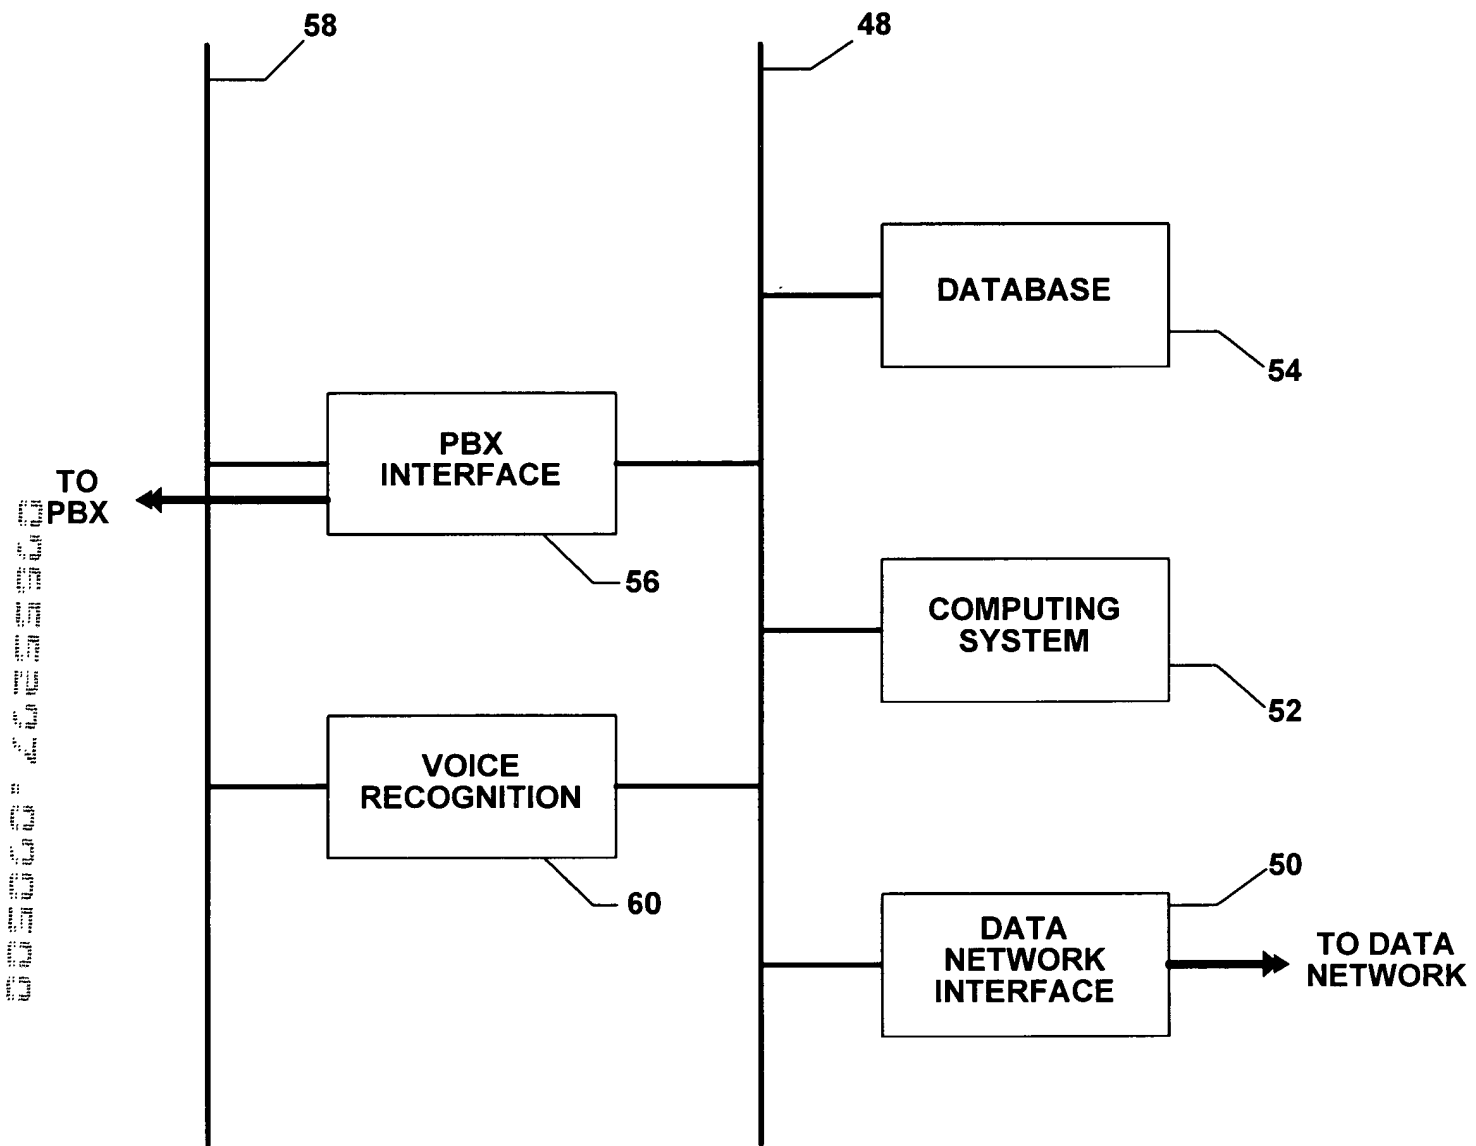 58
48
DATABASE
54
PBX
INTERFACE
TO
PBX
56
COMPUTING
SYSTEM
52
VOICE
RECOGNITION
60
50
DATA
NETWORK
INTERFACE
TO DATA
NETWORK